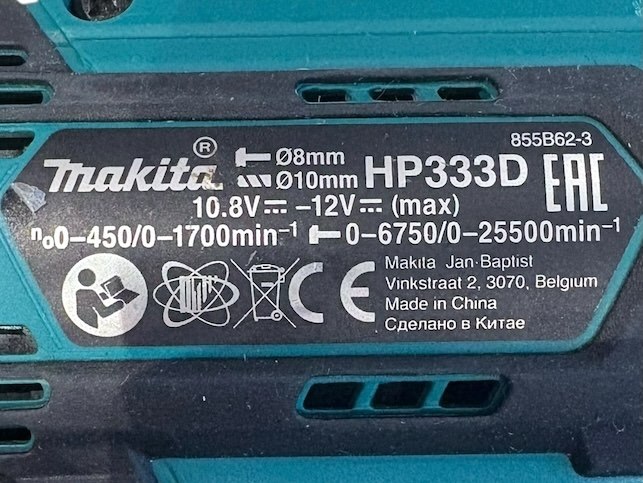 855B62-3
makita® Ø8mm HP333D EAC
Ø10mm
10.8V⎓ -12V⎓ (max)
n₀0-450/0-1700min⁻¹ 0-6750/0-25500min⁻¹
CE
Makita Jan-Baptist
Vinkstraat 2, 3070, Belgium
Made in China
Сделано в Китае